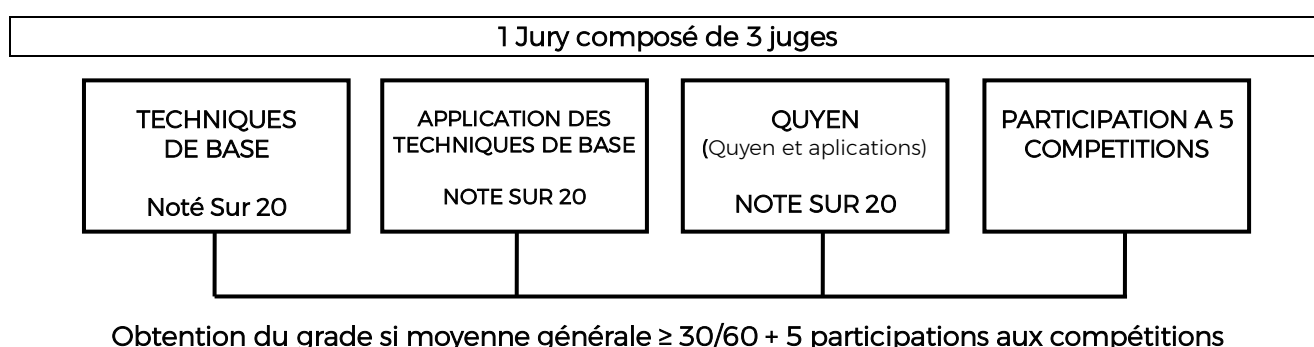 1 Jury composé de 3 juges
TECHNIQUES
DE BASE
Noté Sur 20
APPLICATION DES
TECHNIQUES DE BASE
NOTE SUR 20
QUYEN
(Quyen et aplications)
NOTE SUR 20
PARTICIPATION A 5
COMPETITIONS
Obtention du grade si moyenne générale ≥ 30/60 + 5 participations aux compétitions